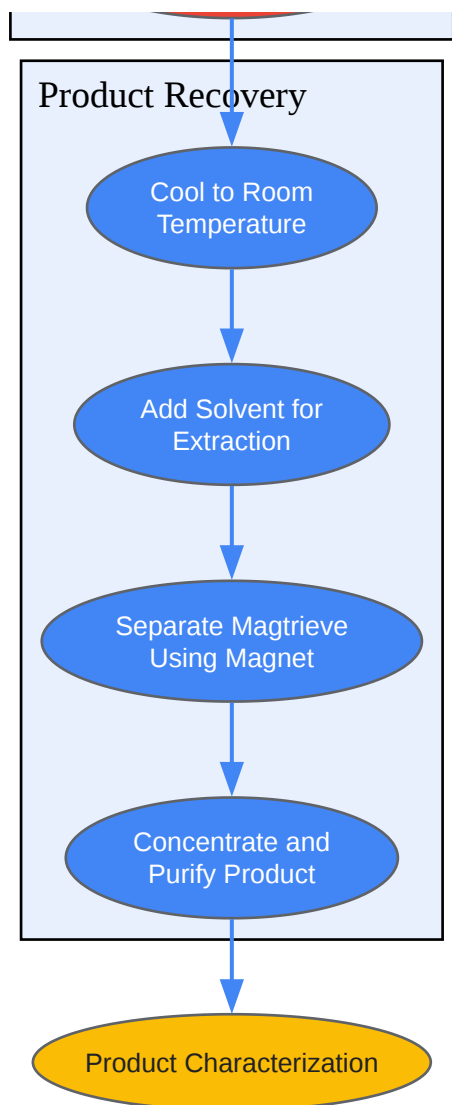 Product Recovery
Cool to Room
Temperature
Add Solvent for
Extraction
Separate Magtrieve
Using Magnet
Concentrate and
Purify Product
Product Characterization